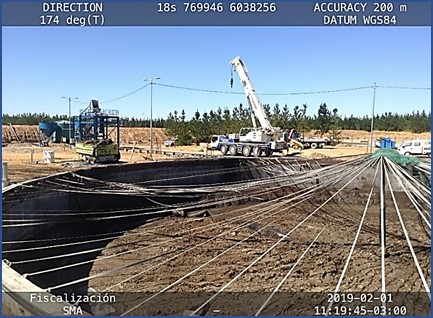 DIRECTION 18s 769946 6038256 ACCURACY 200 m
174 deg(T) DATUM WGS84
Fiscalización 2019-02-01
SMA - 11:19:45-03:00